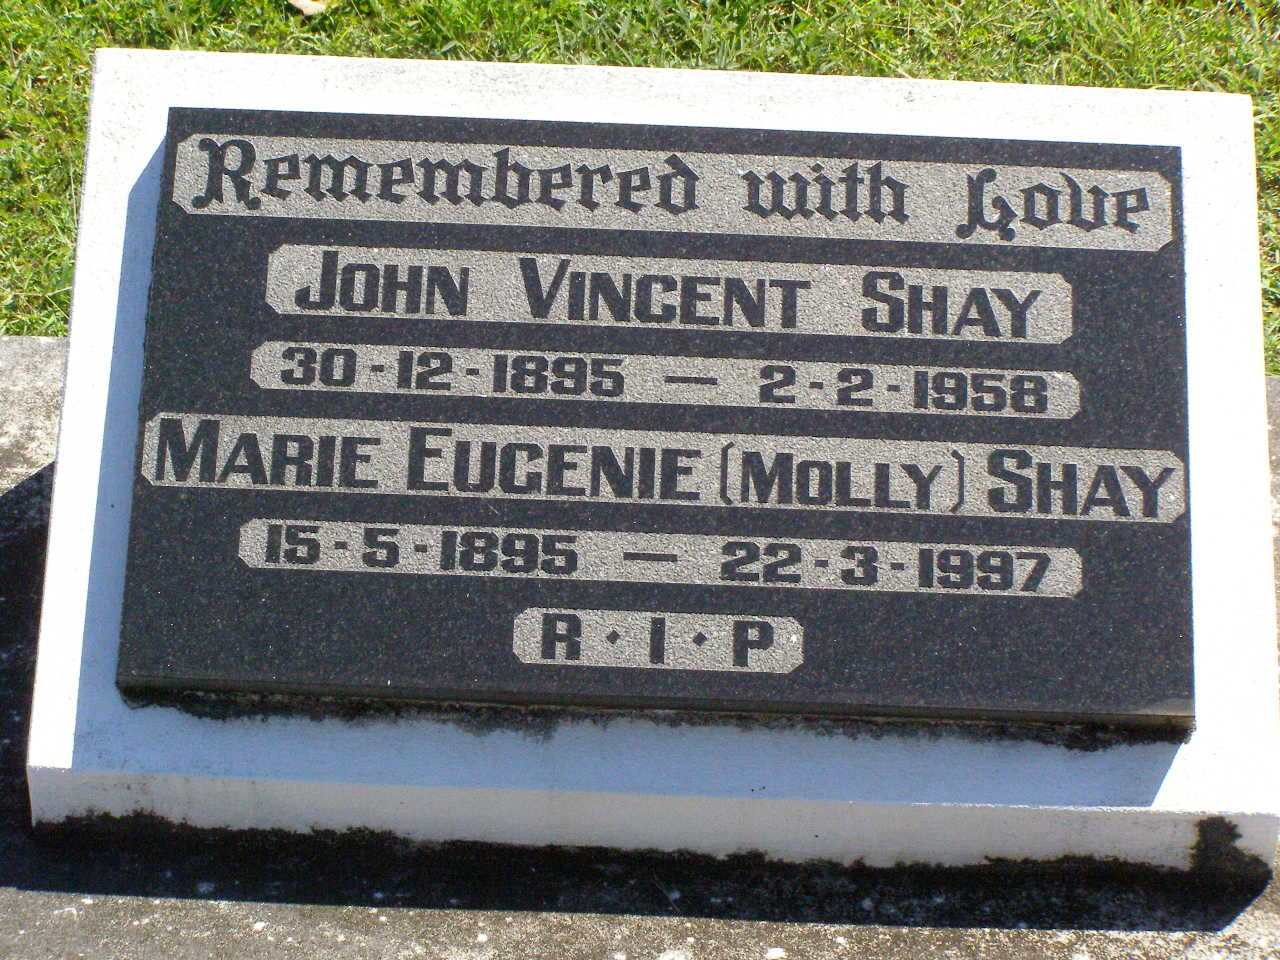 Remembered with Love
JOHN VINCENT SHAY
30-12-1895 — 2-2-1958
MARIE EUGENIE (MOLLY) SHAY
15-5-1895 — 22-3-1997
R·I·P